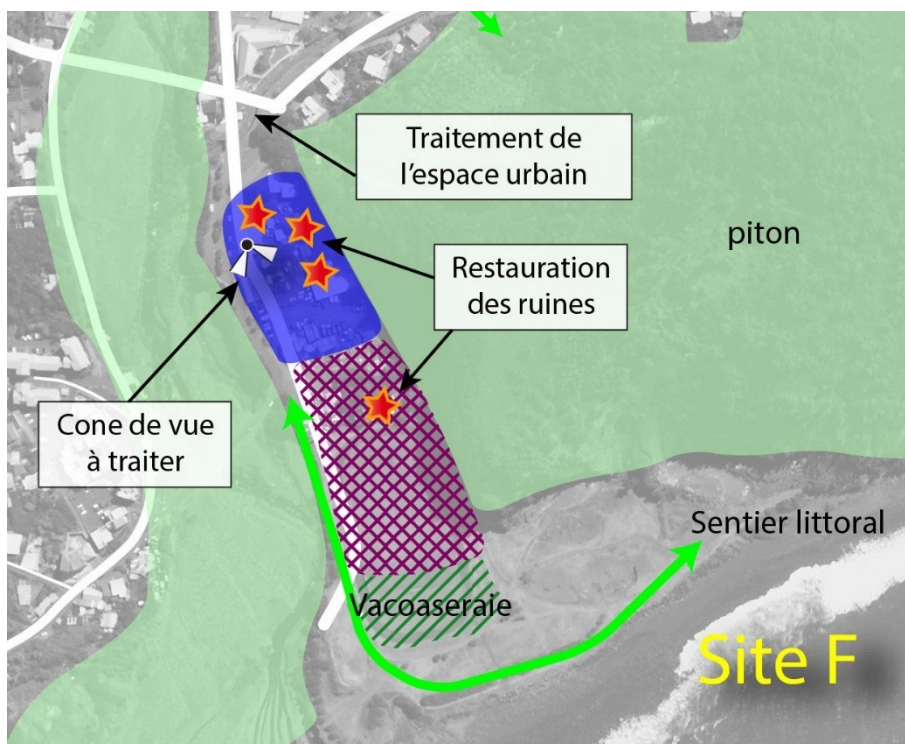 Traitement de
l'espace urbain
piton
Restauration
des ruines
Cone de vue
à traiter
Sentier littoral
Vacoaseraie
Site F